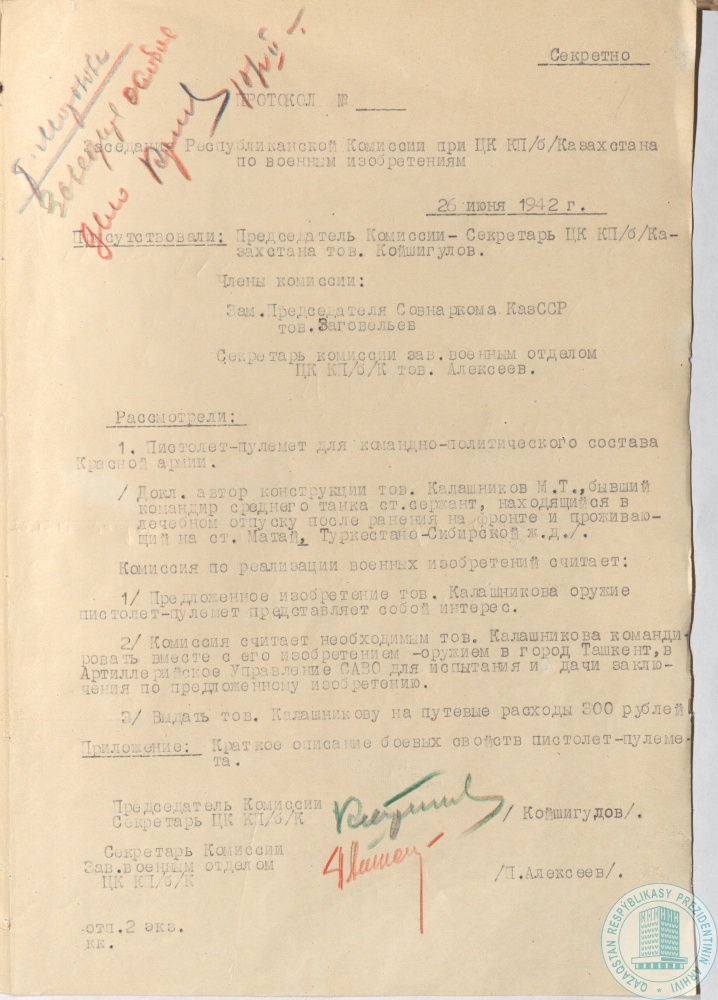 Секретно
ПРОТОКОЛ №
Заседания Республиканской Комиссии при ЦК КП/б/Казахстана
по военным изобретениям
26 июня 1942 г.
Присутствовали: Председатель Комиссии- Секретарь ЦК КП/б/Ка-
захстана тов. Койшигулов.
Члены комиссии:
Зам.Председателя Совнаркома КазССР
тов.Заговельев
Секретарь комиссии зав.военным отделом
ЦК КП/б/К тов. Алексеев.
Рассмотрели:
1. Пистолет-пулемет для командно-политического состава
Красной армии.
/ Докл. автор конструкции тов. Калашников М.Т.,бывший
командир среднего танка ст.сержант, находящийся в
лечебном отпуску после ранения на фронте и проживаю-
щий на ст. Матай, Туркестано-Сибирской ж.д./.
Комиссия по реализации военных изобретений считает:
1/ Предложенное изобретение тов. Калашникова оружие
пистолет-пулемет представляет собой интерес.
2/ Комиссия считает необходимым тов. Калашникова команди-
ровать вместе с его изобретением -оружием в город Ташкент,в
Артиллерийское Управление САВО для испытания и дачи заклю-
чения по предложенному изобретению.
3/ Выдать тов. Калашникову на путевые расходы 300 рублей
Приложение: Краткое описание боевых свойств пистолет-пулеме-
та.
Председатель Комиссии
Секретарь ЦК КП/б/К / Койшигулов/.
Секретарь Комиссии
Зав.военным отделом
ЦК КП/б/К /П.Алексеев/.
отп.2 экз.
нк.
QAZAQSTAN RESPÝBLIKASY PREZIDENTINIŃ ARHIVI